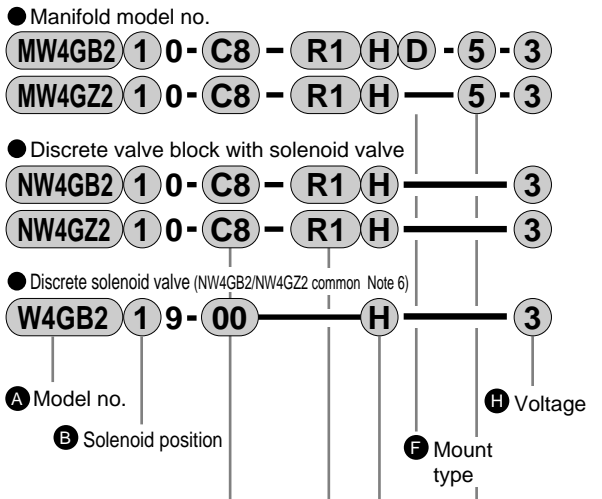 ● Manifold model no.
MW4GB2 1 0 - C8 - R1 H D - 5 - 3
MW4GZ2 1 0 - C8 - R1 H 5 - 3
● Discrete valve block with solenoid valve
NW4GB2 1 0 - C8 - R1 H 3
NW4GZ2 1 0 - C8 - R1 H 3
● Discrete solenoid valve (NW4GB2/NW4GZ2 common Note 6)
W4GB2 1 9 - 00 H 3
A Model no.
H Voltage
B Solenoid position
F Mount
type